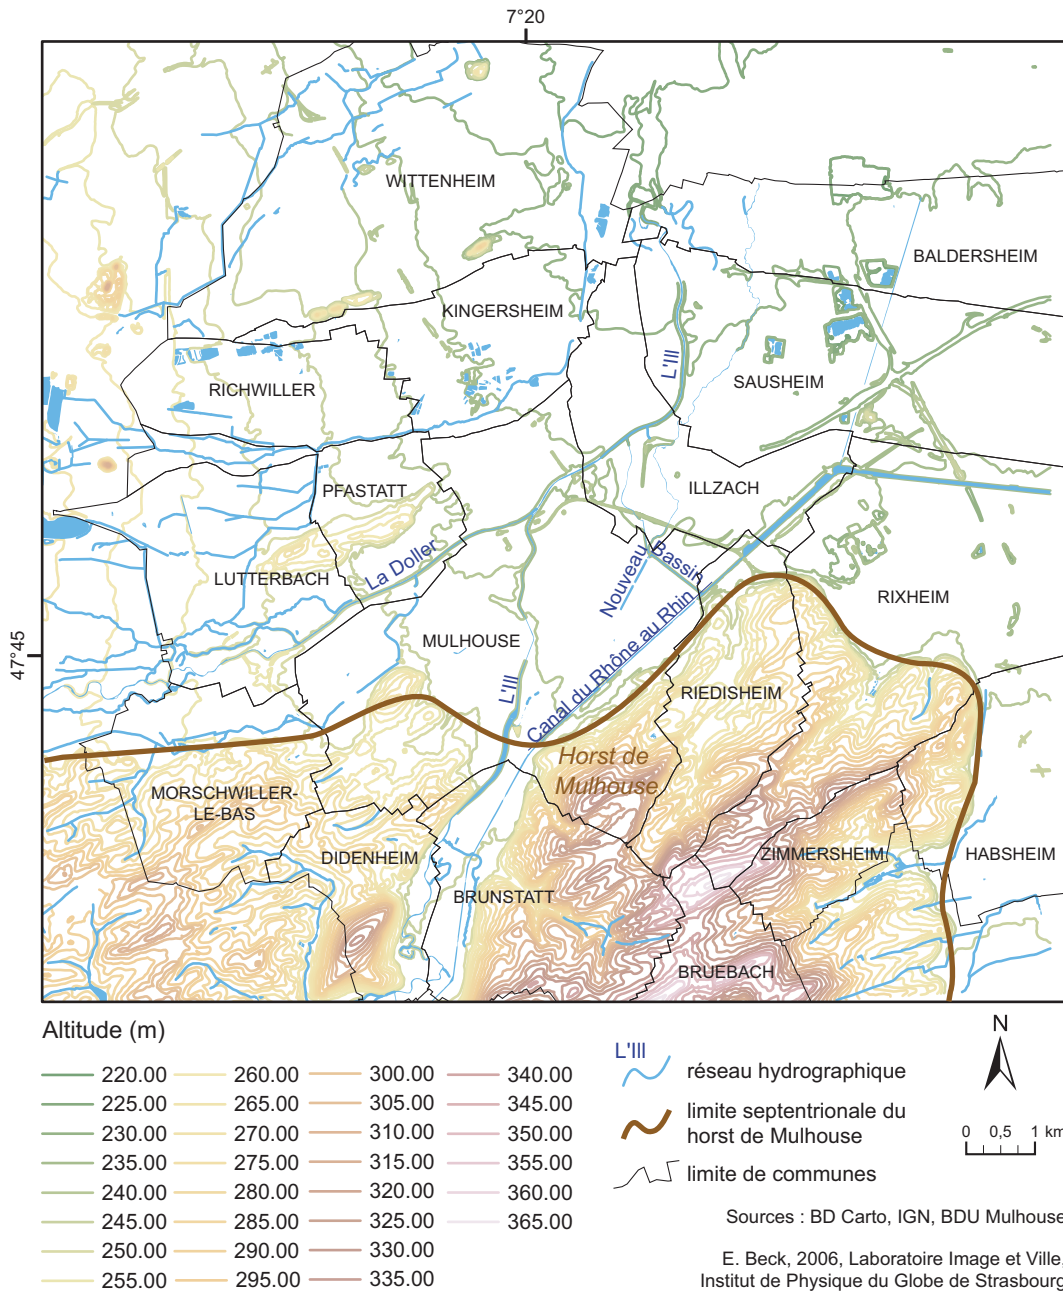 7°20
WITTENHEIM
BALDERSHEIM
KINGERSHEIM
L'Ill
RICHWILLER
SAUSHEIM
PFASTATT
ILLZACH
La Doller
Nouveau
Bassin
LUTTERBACH
RIXHEIM
47°45
MULHOUSE
L'Ill
Canal du Rhône au Rhin
RIEDISHEIM
Horst de
Mulhouse
MORSCHWILLER-
LE-BAS
DIDENHEIM
ZIMMERSHEIM
HABSHEIM
BRUNSTATT
BRUEBACH
Altitude (m)
220.00 260.00 300.00 340.00
225.00 265.00 305.00 345.00
230.00 270.00 310.00 350.00
235.00 275.00 315.00 355.00
240.00 280.00 320.00 360.00
245.00 285.00 325.00 365.00
250.00 290.00 330.00
255.00 295.00 335.00
L'Ill
réseau hydrographique
limite septentrionale du
horst de Mulhouse
limite de communes
N
0 0,5 1 km
Sources : BD Carto, IGN, BDU Mulhouse
E. Beck, 2006, Laboratoire Image et Ville,
Institut de Physique du Globe de Strasbourg